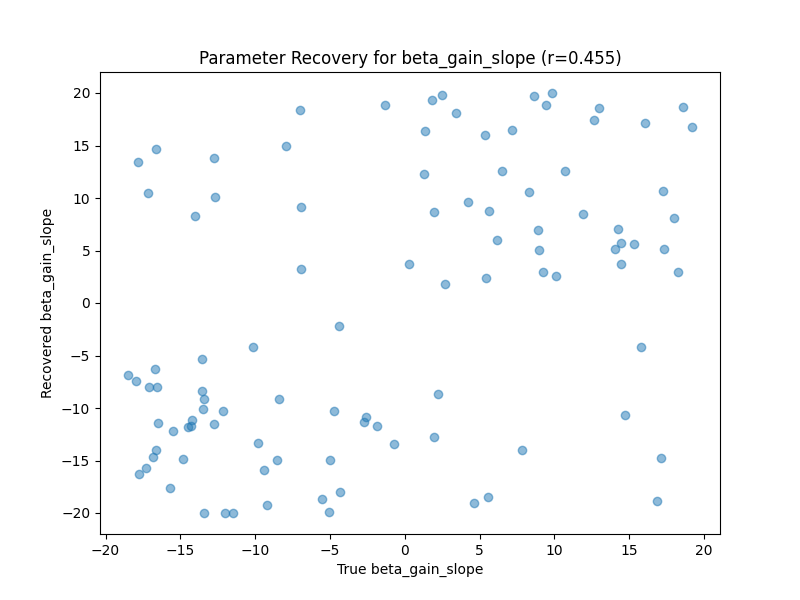 Parameter Recovery for beta_gain_slope (r=0.455)
20
15
10
5
0
−5
−10
−15
−20
Recovered beta_gain_slope
−20 −15 −10 −5 0 5 10 15 20
True beta_gain_slope